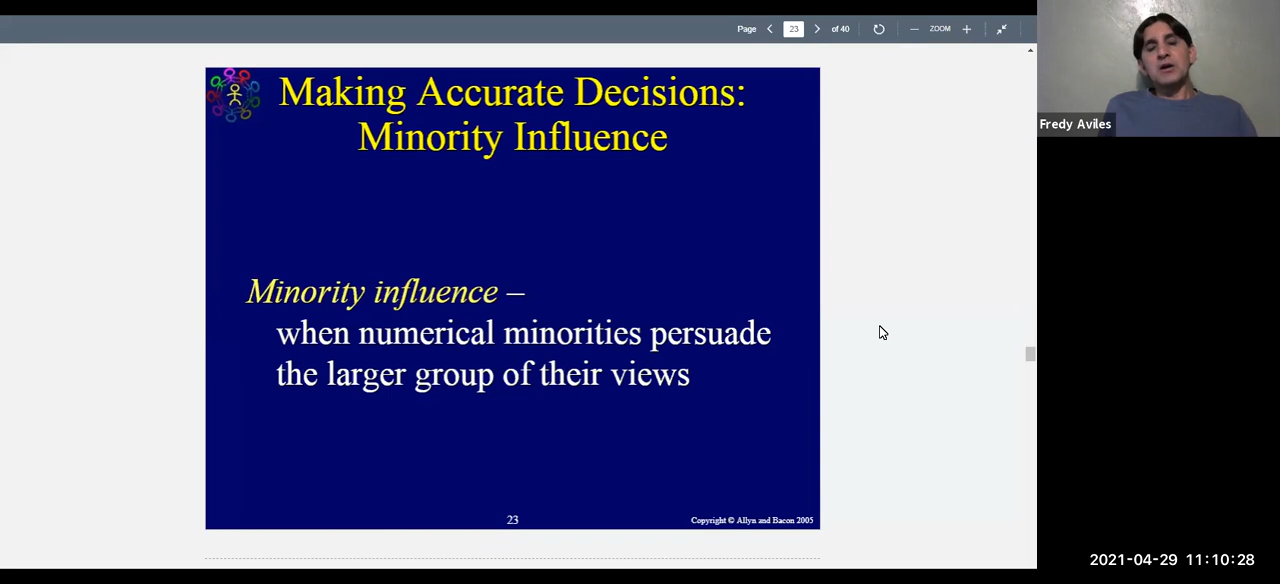 Page 23 of 40 ZOOM
Making Accurate Decisions:
Minority Influence
Minority influence –
when numerical minorities persuade
the larger group of their views
23
Copyright © Allyn and Bacon 2005
Fredy Aviles
2021-04-29 11:10:28